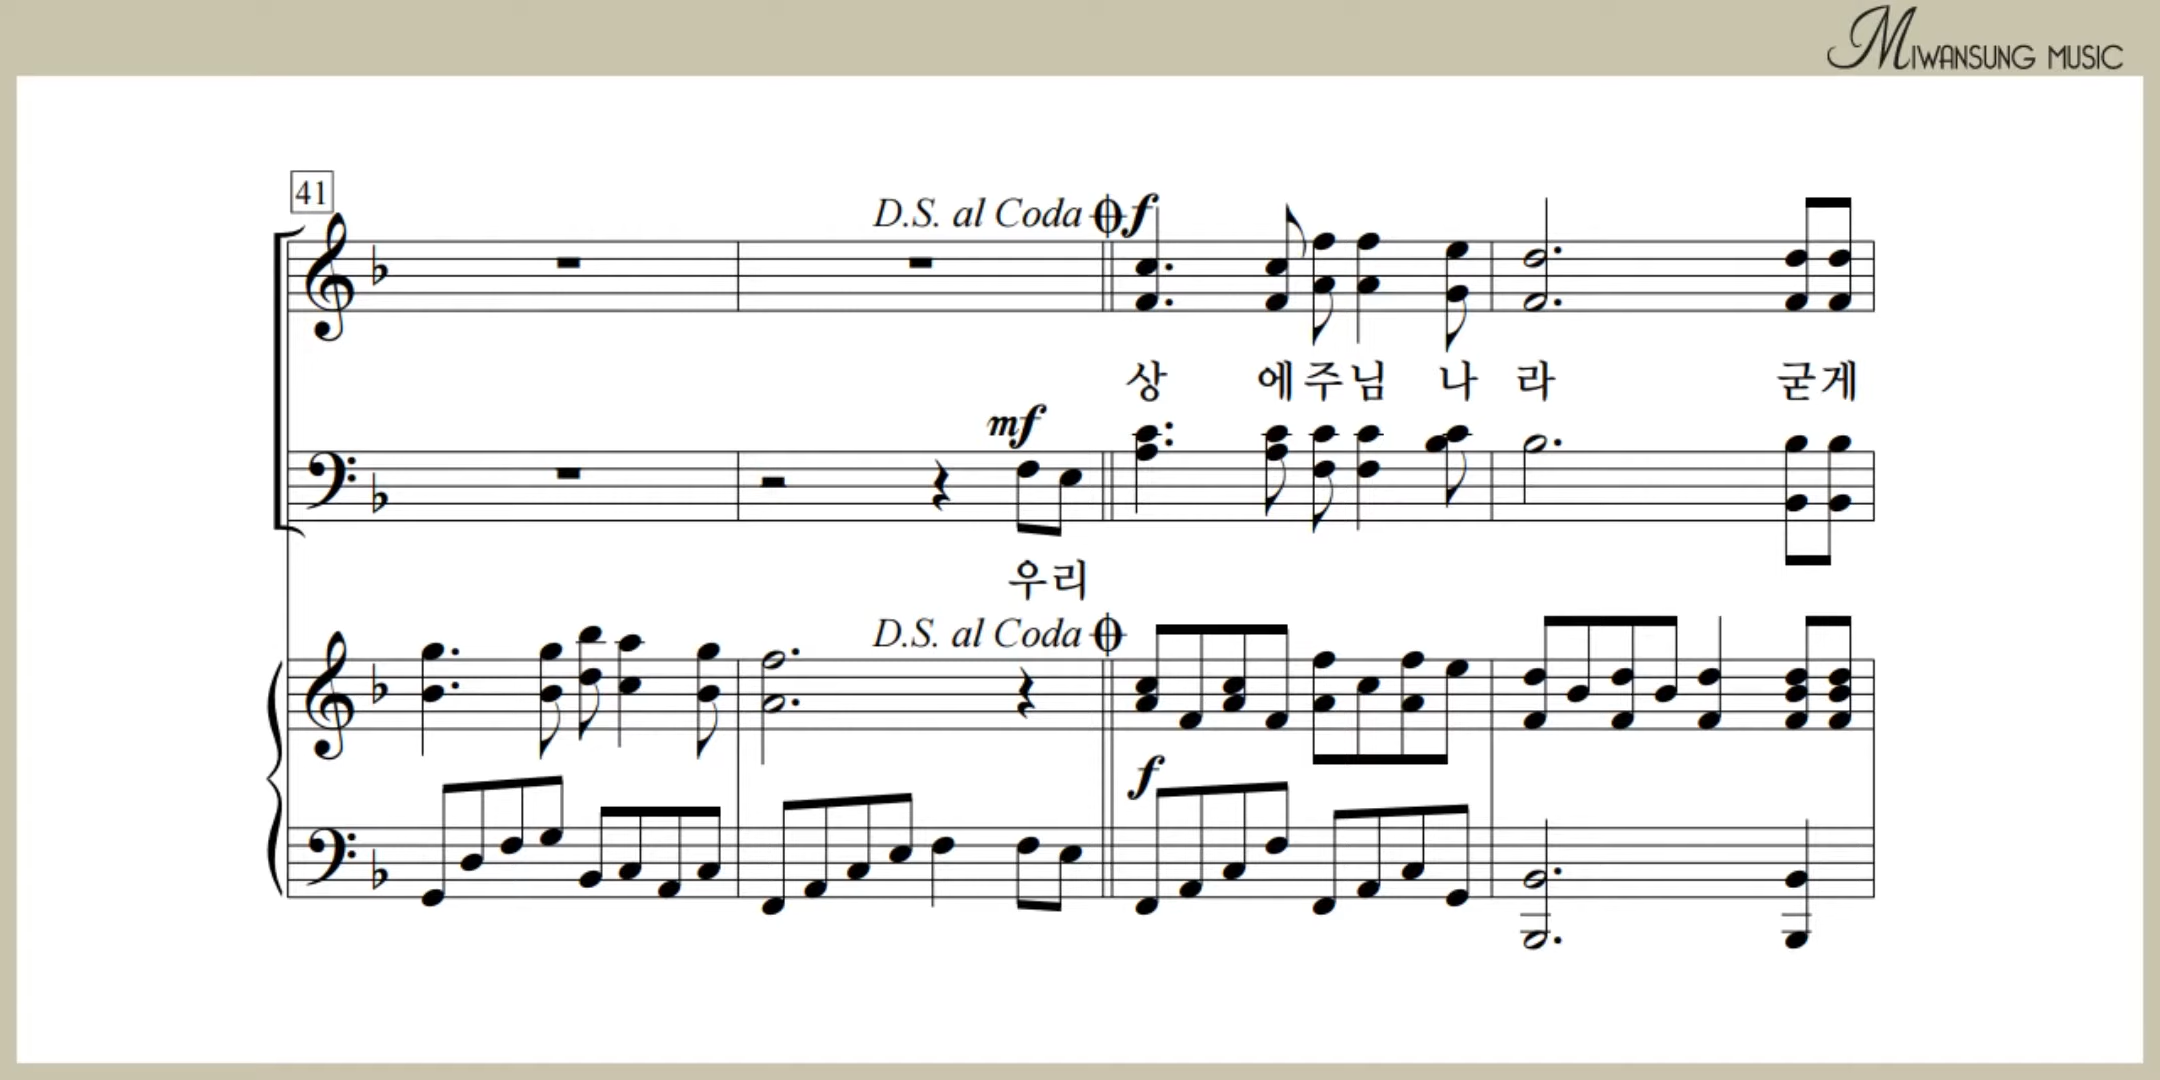 MIWANSUNG MUSIC
41
D.S. al Coda f
상 에 주 님 나 라 굳 게
mf
우 리
D.S. al Coda
f